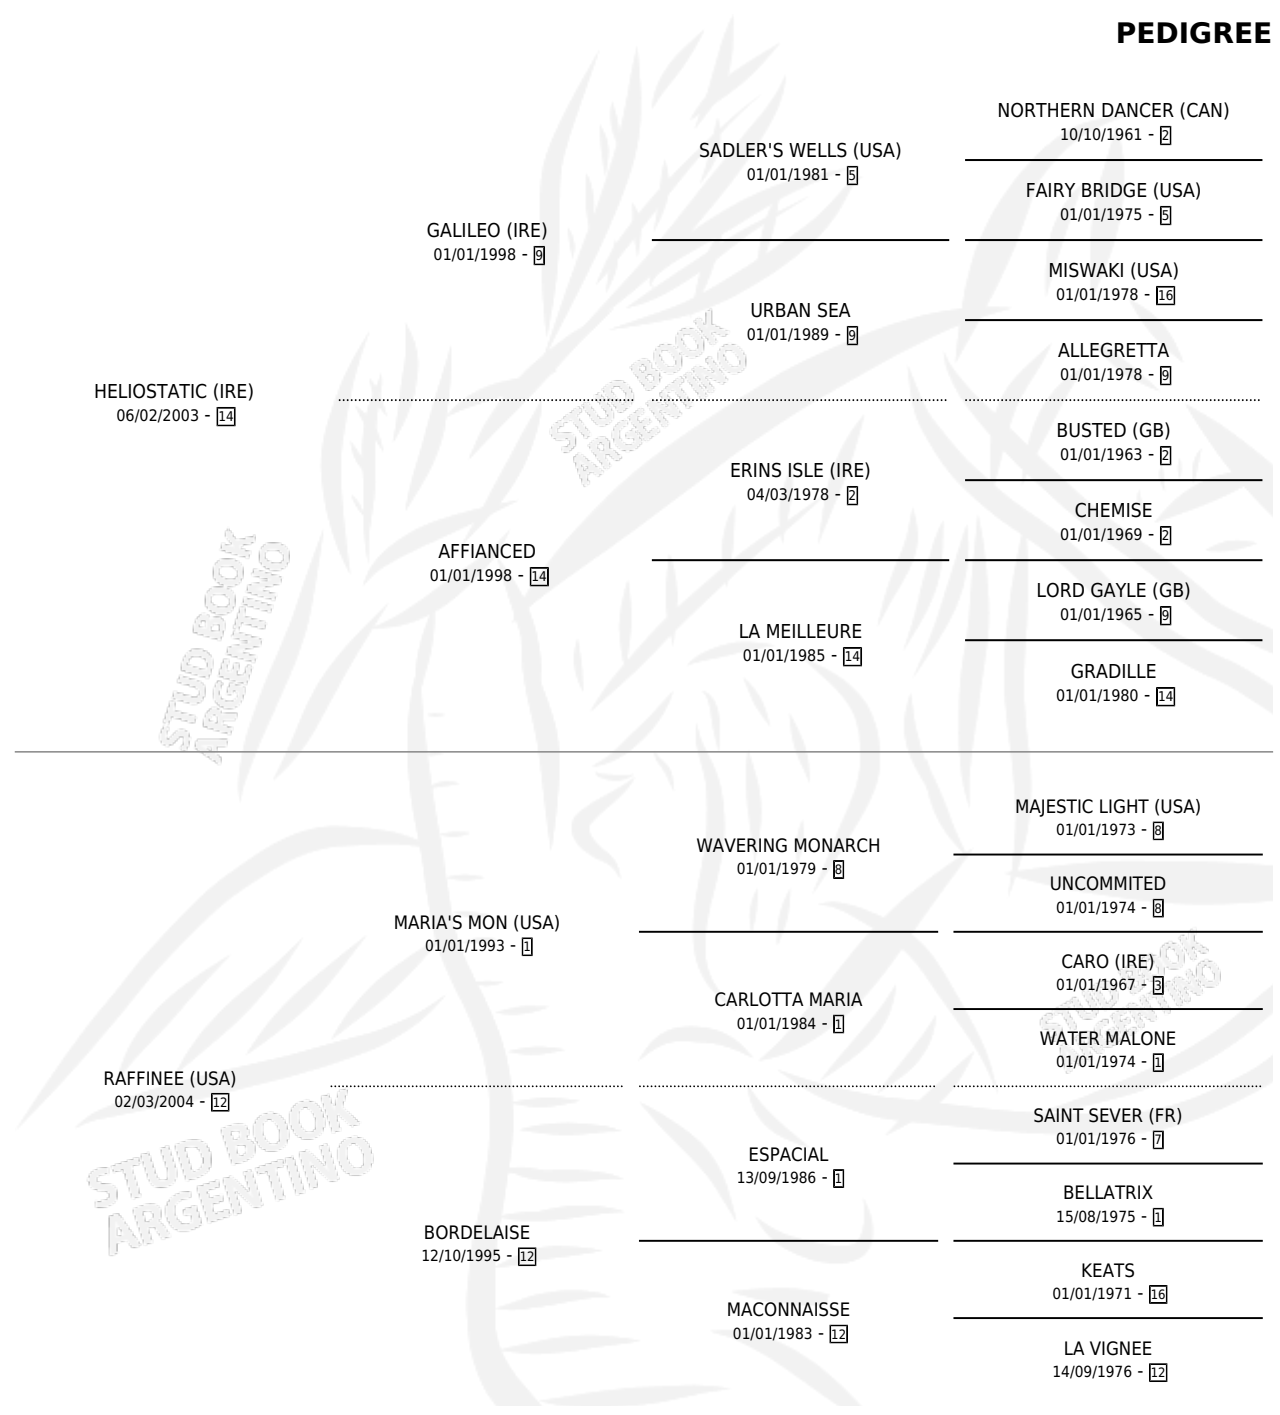 PEDIGREE
NORTHERN DANCER (CAN)
10/10/1961 - 2
SADLER'S WELLS (USA)
01/01/1981 - 5
FAIRY BRIDGE (USA)
01/01/1975 - 5
GALILEO (IRE)
01/01/1998 - 9
MISWAKI (USA)
01/01/1978 - 16
URBAN SEA
01/01/1989 - 9
ALLEGRETTA
01/01/1978 - 9
HELIOSTATIC (IRE)
06/02/2003 - 14
STUD BOOK
ARGENTINO
BUSTED (GB)
01/01/1963 - 2
ERINS ISLE (IRE)
04/03/1978 - 2
CHEMISE
01/01/1969 - 2
AFFIANCED
01/01/1998 - 14
LORD GAYLE (GB)
01/01/1965 - 9
LA MEILLEURE
01/01/1985 - 14
GRADILLE
01/01/1980 - 14
STUD BOOK
ARGENTINO
MAJESTIC LIGHT (USA)
01/01/1973 - 8
WAVERING MONARCH
01/01/1979 - 8
UNCOMMITED
01/01/1974 - 8
MARIA'S MON (USA)
01/01/1993 - 1
CARO (IRE)
01/01/1967 - 3
CARLOTTA MARIA
01/01/1984 - 1
STUD BOOK
ARGENTINO
WATER MALONE
01/01/1974 - 1
RAFFINEE (USA)
02/03/2004 - 12
STUD BOOK
ARGENTINO
SAINT SEVER (FR)
01/01/1976 - 7
ESPACIAL
13/09/1986 - 1
BELLATRIX
15/08/1975 - 1
BORDELAISE
12/10/1995 - 12
KEATS
01/01/1971 - 16
MACONNAISSE
01/01/1983 - 12
LA VIGNEE
14/09/1976 - 12